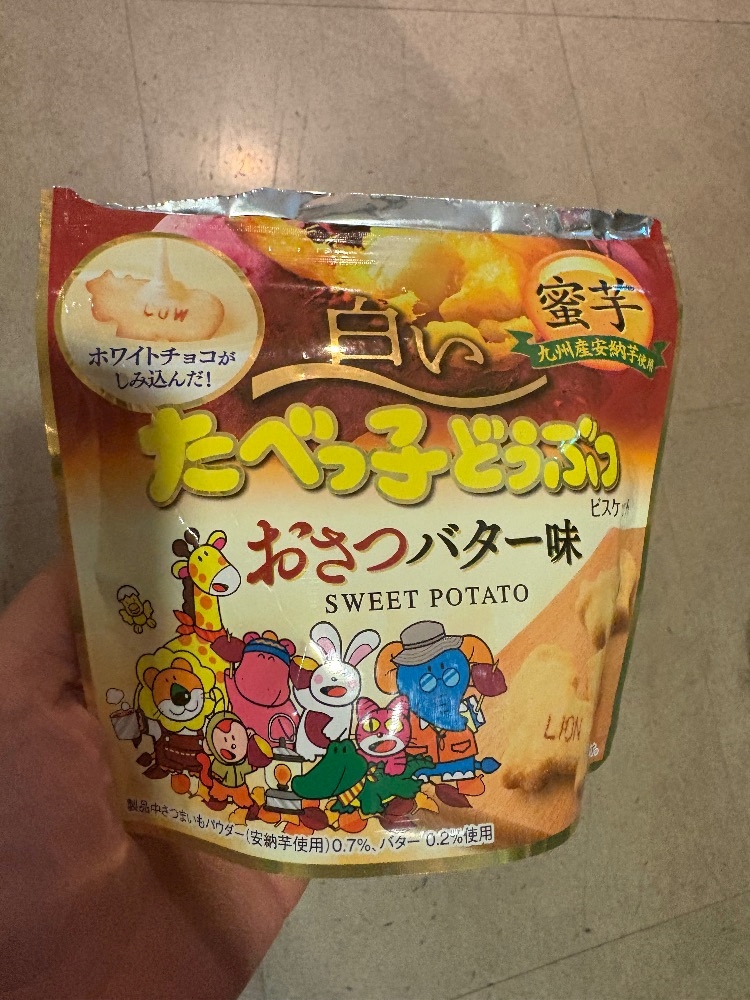 COW
ホワイトチョコが
しみ込んだ!
蜜芋
九州産安納芋使用
白い
たべっ子どうぶつ
ビスケット
おさつバター味
SWEET POTATO
LION
製品中さつまいもパウダー(安納芋使用)0.7%、バター 0.2%使用